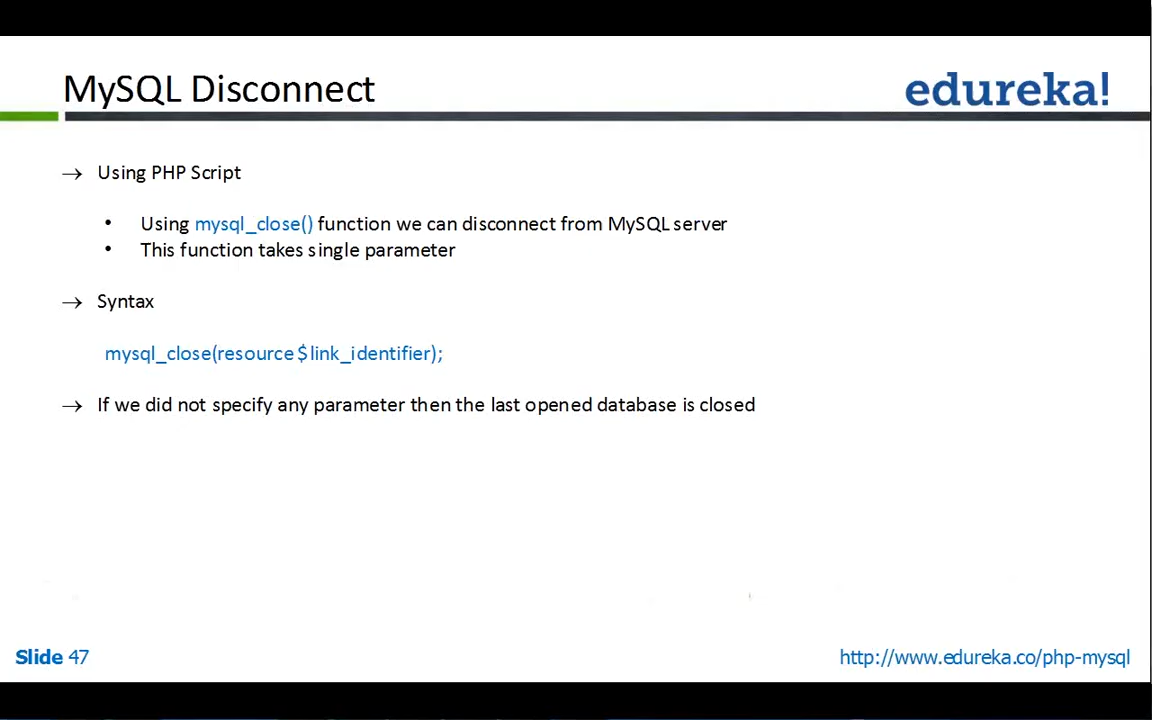 MySQL Disconnect
edureka!
→ Using PHP Script
• Using mysql_close() function we can disconnect from MySQL server
• This function takes single parameter
→ Syntax
mysql_close(resource $link_identifier);
→ If we did not specify any parameter then the last opened database is closed
Slide 47
http://www.edureka.co/php-mysql